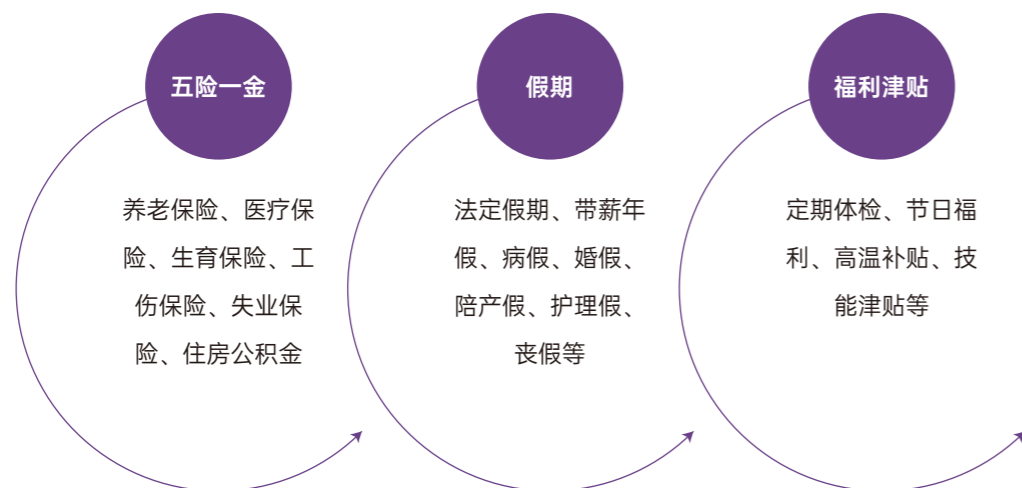 五险一金
养老保险、医疗保
险、生育保险、工
伤保险、失业保
险、住房公积金
假期
法定假期、带薪年
假、病假、婚假、
陪产假、护理假、
丧假等
福利津贴
定期体检、节日福
利、高温补贴、技
能津贴等